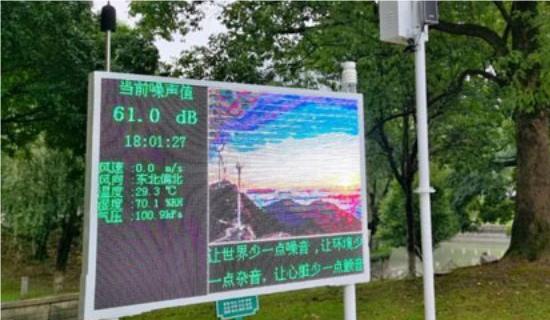 当前噪声值
61.0 dB
18:01:27
风速:0.0 m/s
风向:东北偏北
温度:29.3 ℃
湿度:70.1 %RH
气压:100.9kPa
让世界少一点噪音,让环境少
一点杂音,让心脏少一点颤音